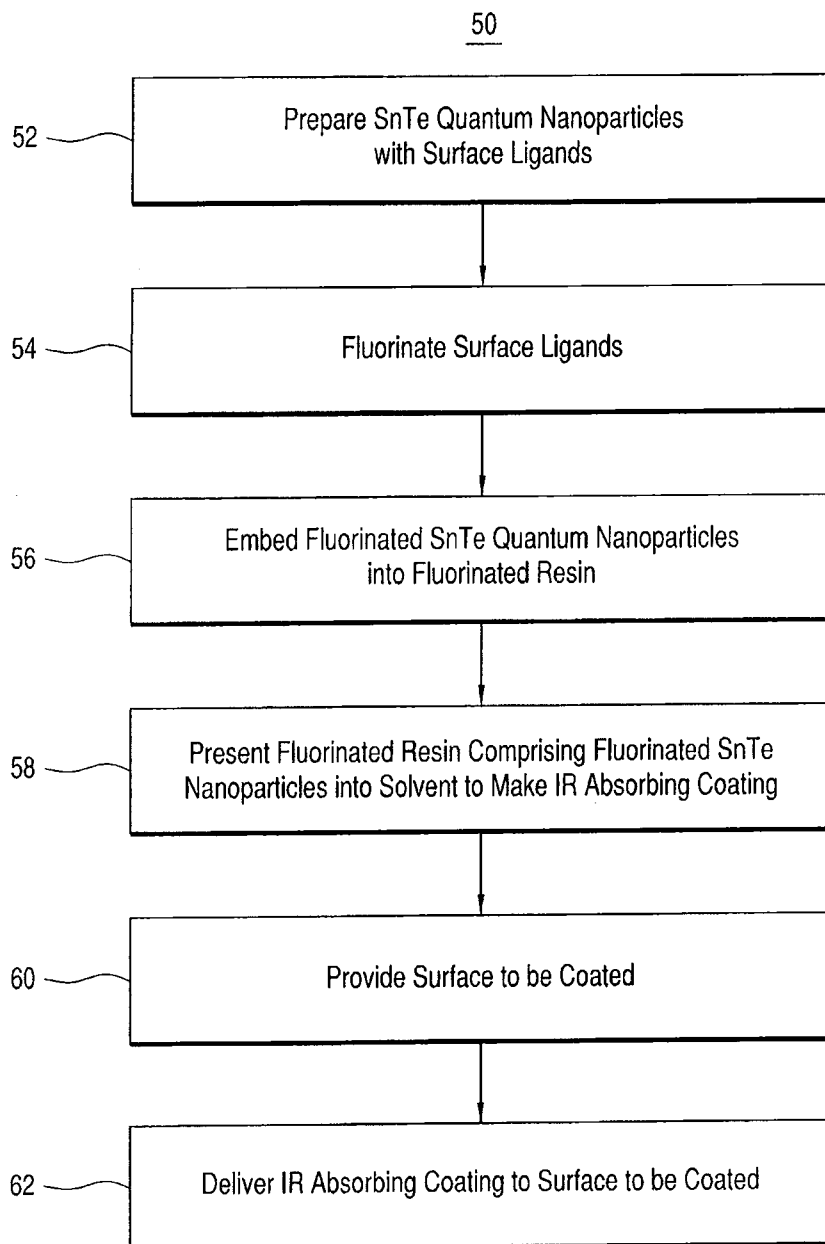 50
52
Prepare SnTe Quantum Nanoparticles
with Surface Ligands
54
Fluorinate Surface Ligands
56
Embed Fluorinated SnTe Quantum Nanoparticles
into Fluorinated Resin
58
Present Fluorinated Resin Comprising Fluorinated SnTe
Nanoparticles into Solvent to Make IR Absorbing Coating
60
Provide Surface to be Coated
62
Deliver IR Absorbing Coating to Surface to be Coated